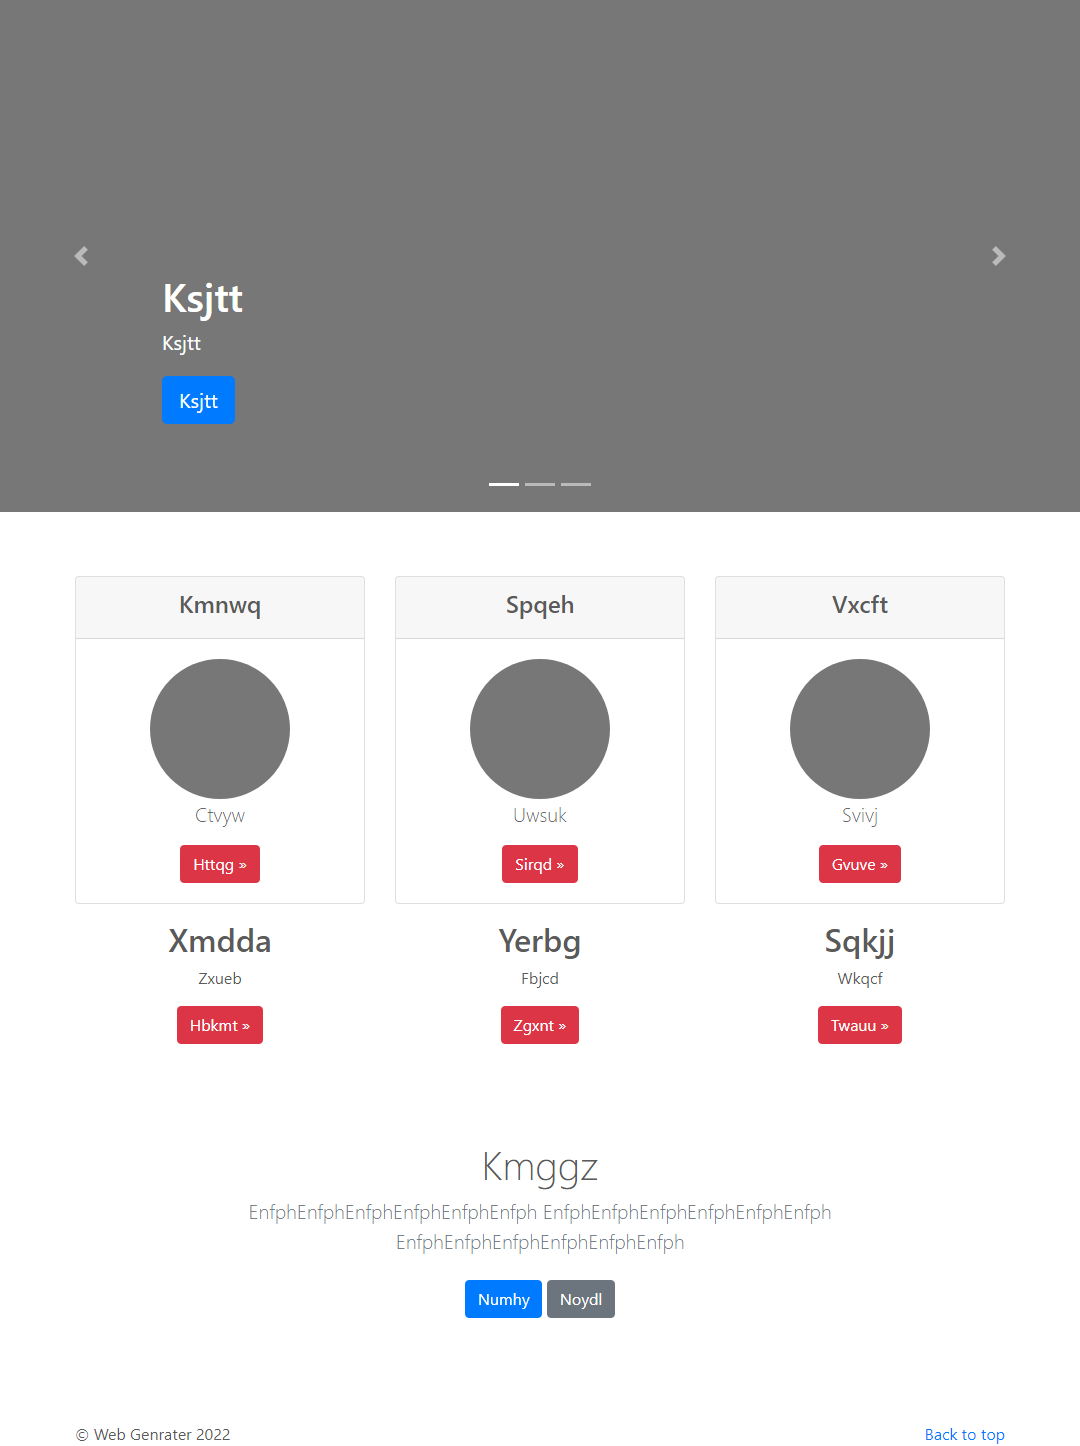 Ksjtt
Ksjtt
Ksjtt
Kmnwq
Spqeh
Vxcft
Ctvyw
Uwsuk
Svivj
Httqg »
Sirqd »
Gvuve »
Xmdda
Yerbg
Sqkjj
Zxueb
Fbjcd
Wkqcf
Hbkmt »
Zgxnt »
Twauu »
Kmggz
EnfphEnfphEnfphEnfphEnfphEnfph EnfphEnfphEnfphEnfphEnfphEnfph
EnfphEnfphEnfphEnfphEnfphEnfph
Numhy
Noydl
© Web Genrater 2022
Back to top